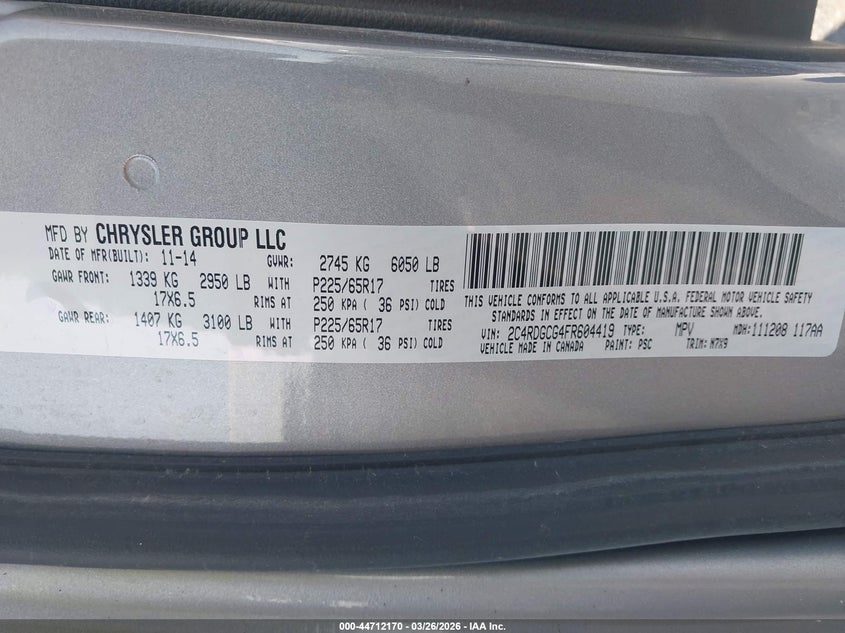 MFD BY CHRYSLER GROUP LLC
DATE OF MFR(BUILT): 11-14 GVWR: 2745 KG 6050 LB
GAWR FRONT: 1339 KG 2950 LB WITH P225/65R17 TIRES
17X6.5 RIMS AT 250 KPA ( 36 PSI) COLD
GAWR REAR: 1407 KG 3100 LB WITH P225/65R17 TIRES
17X6.5 RIMS AT 250 KPA ( 36 PSI) COLD
THIS VEHICLE CONFORMS TO ALL APPLICABLE U.S.A. FEDERAL MOTOR VEHICLE SAFETY
STANDARDS IN EFFECT ON THE DATE OF MANUFACTURE SHOWN ABOVE.
VIN: 2C4RDGCG4FR604419 TYPE: MPV MDH:111208 117AA
VEHICLE MADE IN CANADA PAINT: PSC TRIM: M7X9
000-44712170 - 03/26/2026 - IAA Inc.